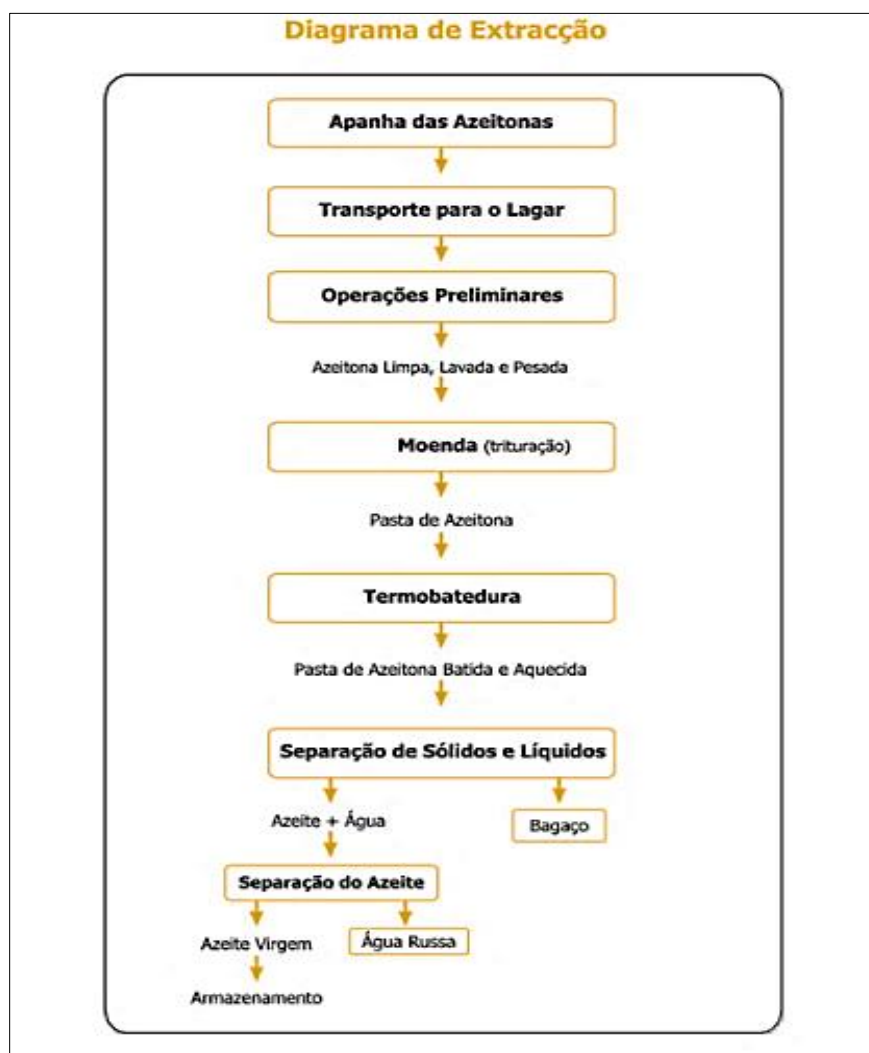 Diagrama de Extracção
Apanha das Azeitonas
Transporte para o Lagar
Operações Preliminares
Azeitona Limpa, Lavada e Pesada
Moenda (trituração)
Pasta de Azeitona
Termobatedura
Pasta de Azeitona Batida e Aquecida
Separação de Sólidos e Líquidos
Azeite + Água
Bagaço
Separação do Azeite
Azeite Virgem
Água Russa
Armazenamento